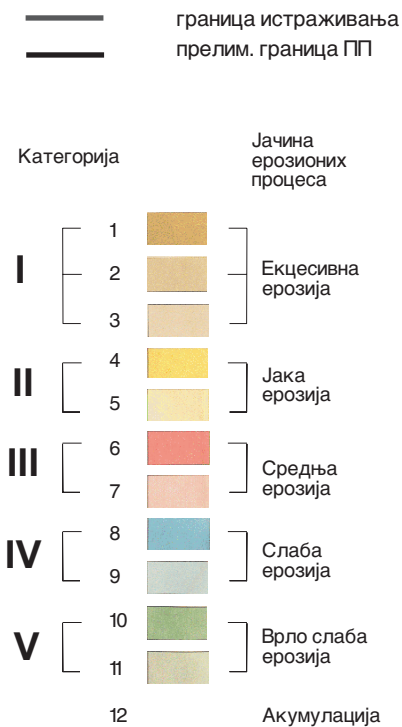 граница истраживања
прелим. граница ПП
Категорија
Јачина
ерозионих
процеса
I
1
2
3
Екцесивна
ерозија
II
4
5
Јака
ерозија
III
6
7
Средња
ерозија
IV
8
9
Слаба
ерозија
V
10
11
Врло слаба
ерозија
12 Акумулација